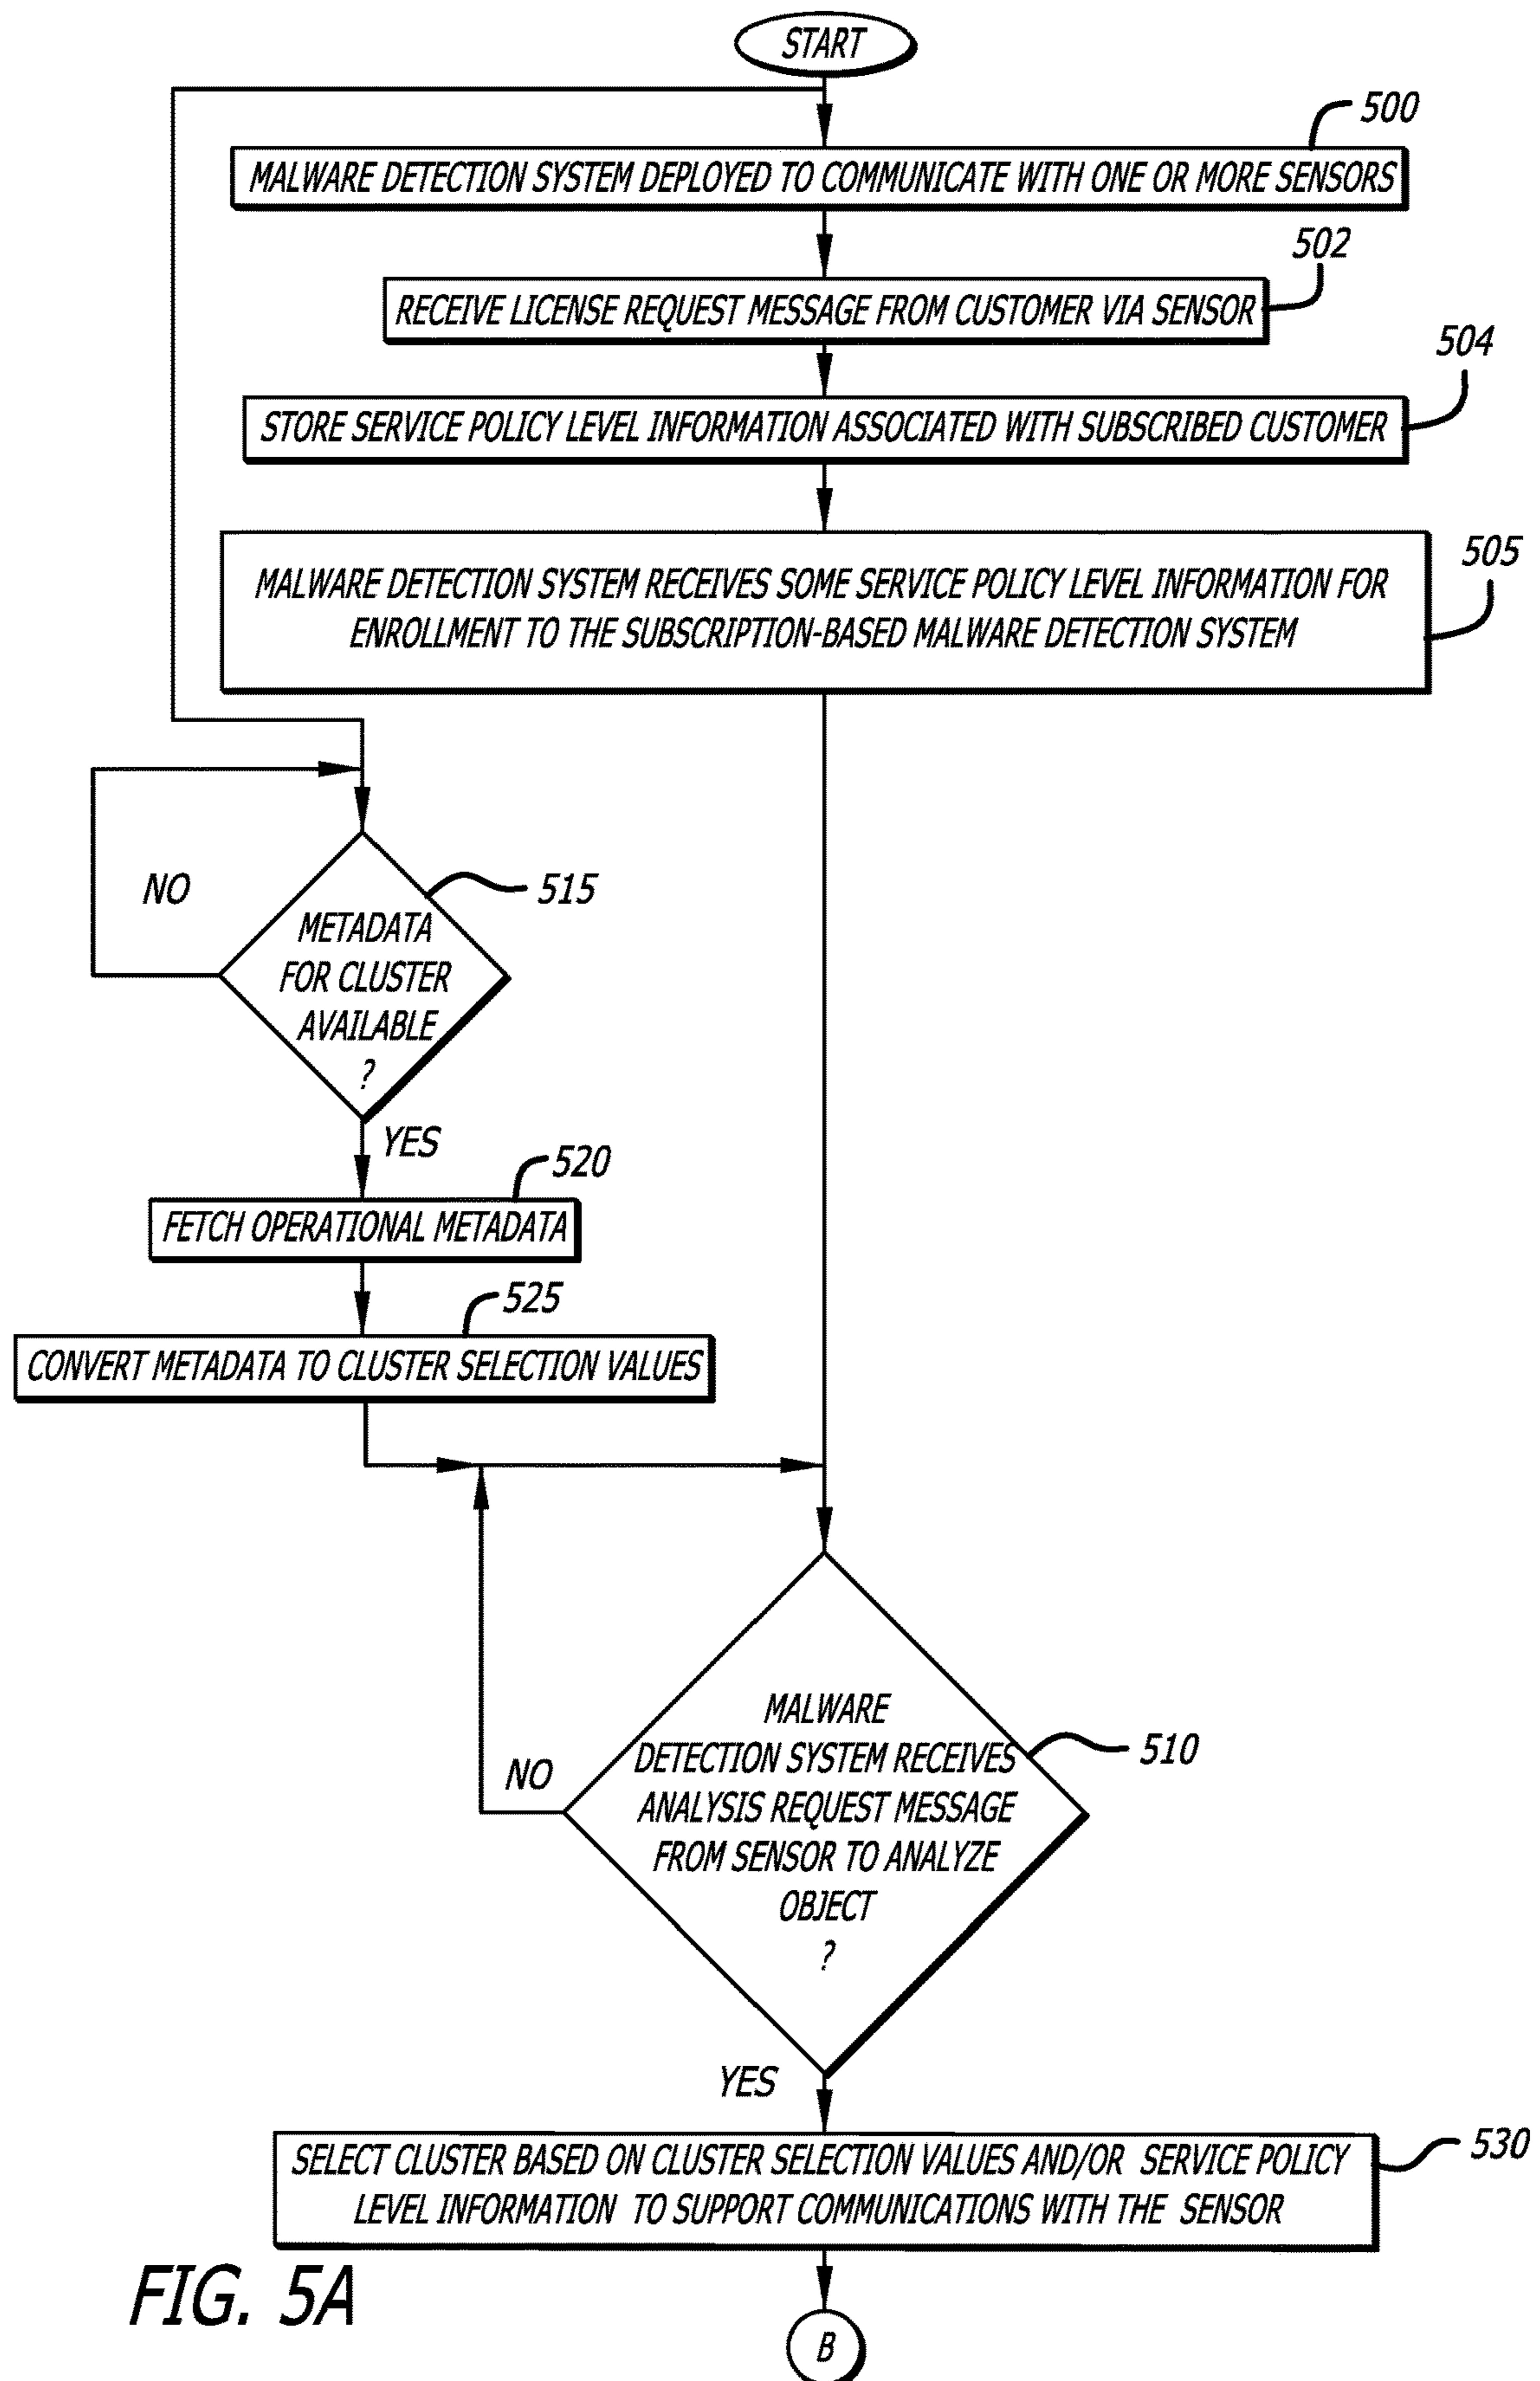 START
500
MALWARE DETECTION SYSTEM DEPLOYED TO COMMUNICATE WITH ONE OR MORE SENSORS
502
RECEIVE LICENSE REQUEST MESSAGE FROM CUSTOMER VIA SENSOR
504
STORE SERVICE POLICY LEVEL INFORMATION ASSOCIATED WITH SUBSCRIBED CUSTOMER
505
MALWARE DETECTION SYSTEM RECEIVES SOME SERVICE POLICY LEVEL INFORMATION FOR
ENROLLMENT TO THE SUBSCRIPTION-BASED MALWARE DETECTION SYSTEM
NO
515
METADATA
FOR CLUSTER
AVAILABLE
?
YES
520
FETCH OPERATIONAL METADATA
525
CONVERT METADATA TO CLUSTER SELECTION VALUES
510
NO
MALWARE
DETECTION SYSTEM RECEIVES
ANALYSIS REQUEST MESSAGE
FROM SENSOR TO ANALYZE
OBJECT
?
YES
530
SELECT CLUSTER BASED ON CLUSTER SELECTION VALUES AND/OR SERVICE POLICY
LEVEL INFORMATION TO SUPPORT COMMUNICATIONS WITH THE SENSOR
FIG. 5A
B